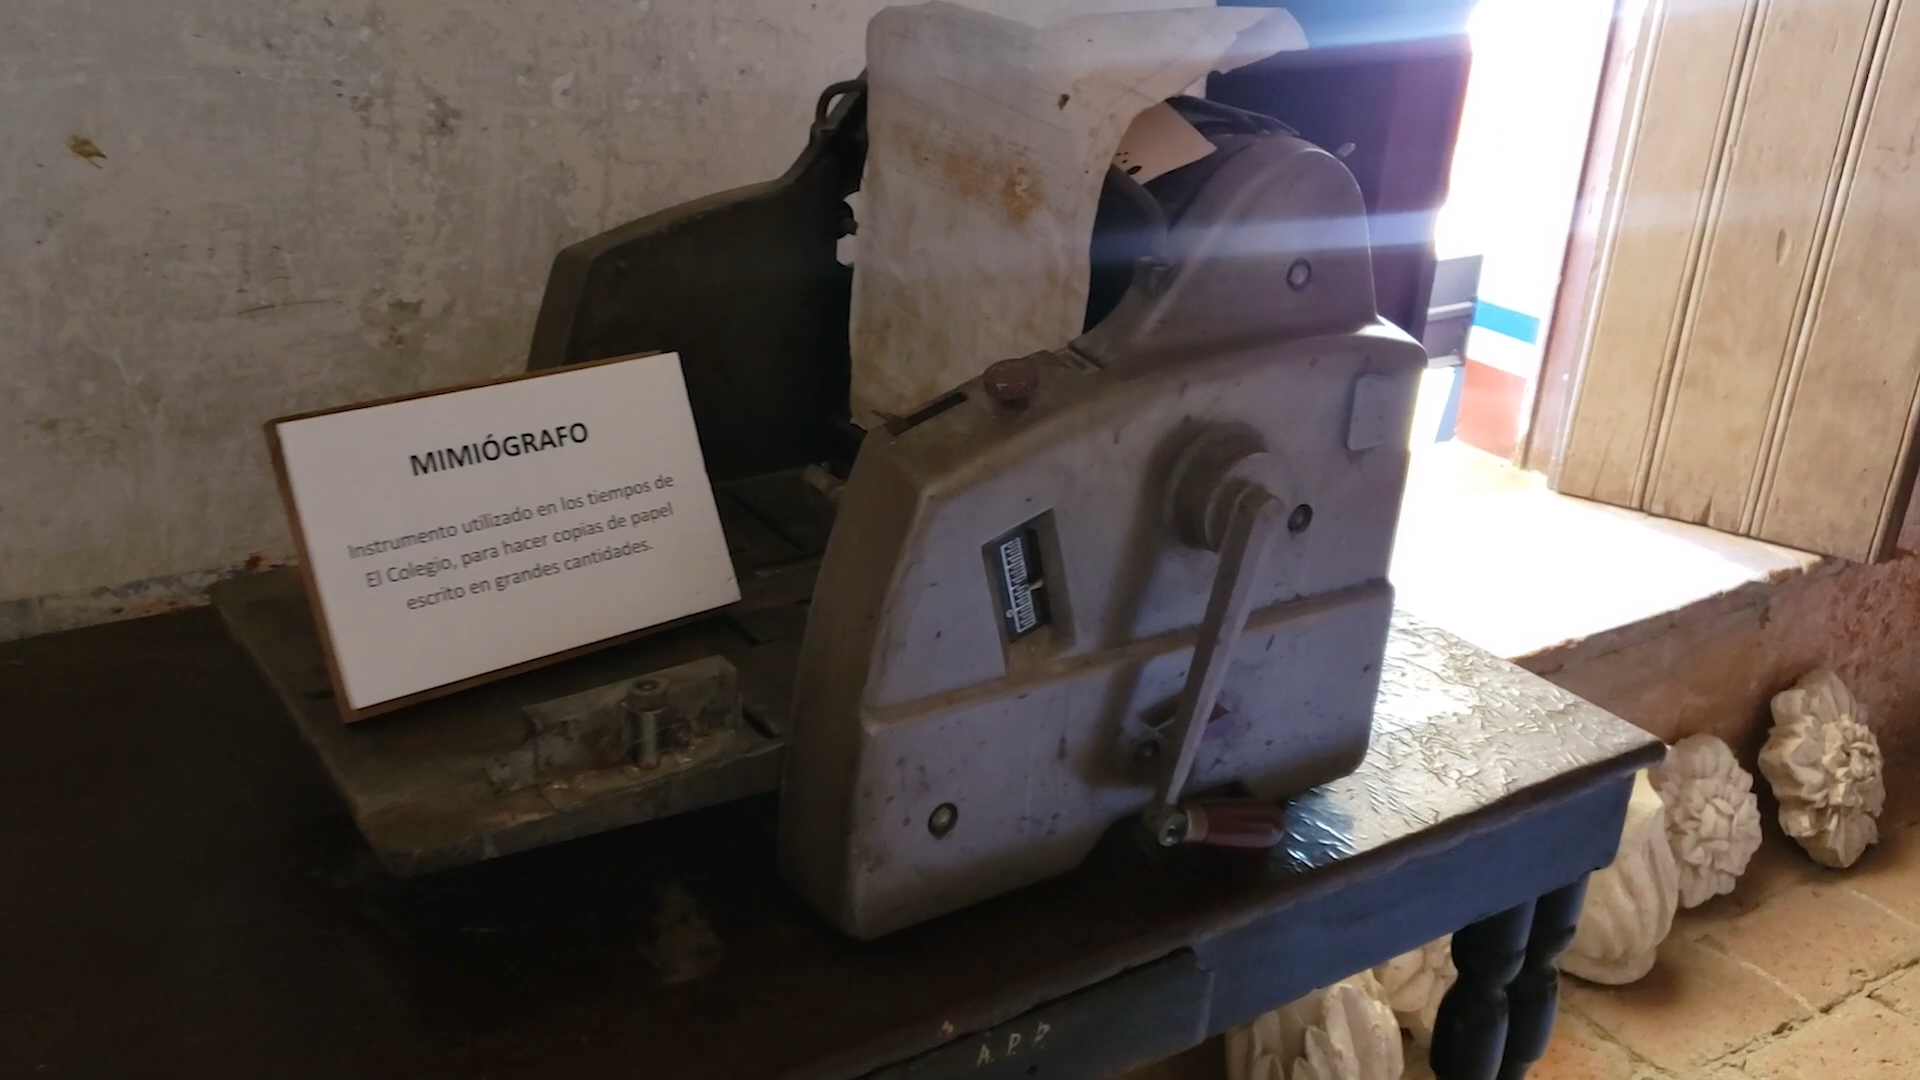 MIMIÓGRAFO
Instrumento utilizado en los tiempos de
El Colegio, para hacer copias de papel
escrito en grandes cantidades.
A. P. P